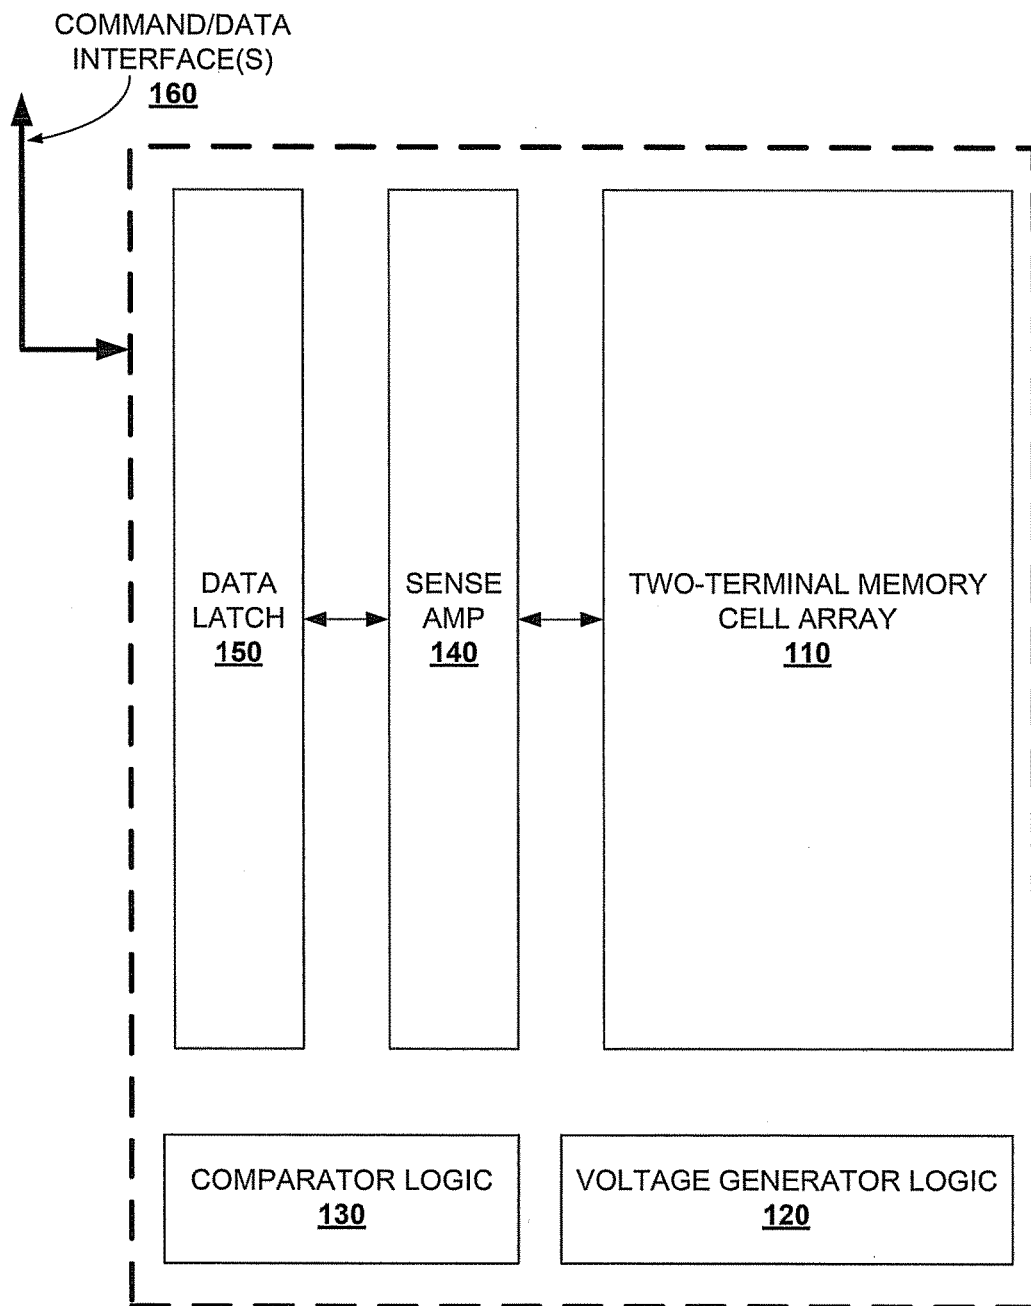 COMMAND/DATA
INTERFACE(S)
160
DATA
LATCH
150
SENSE
AMP
140
TWO-TERMINAL MEMORY
CELL ARRAY
110
COMPARATOR LOGIC
130
VOLTAGE GENERATOR LOGIC
120